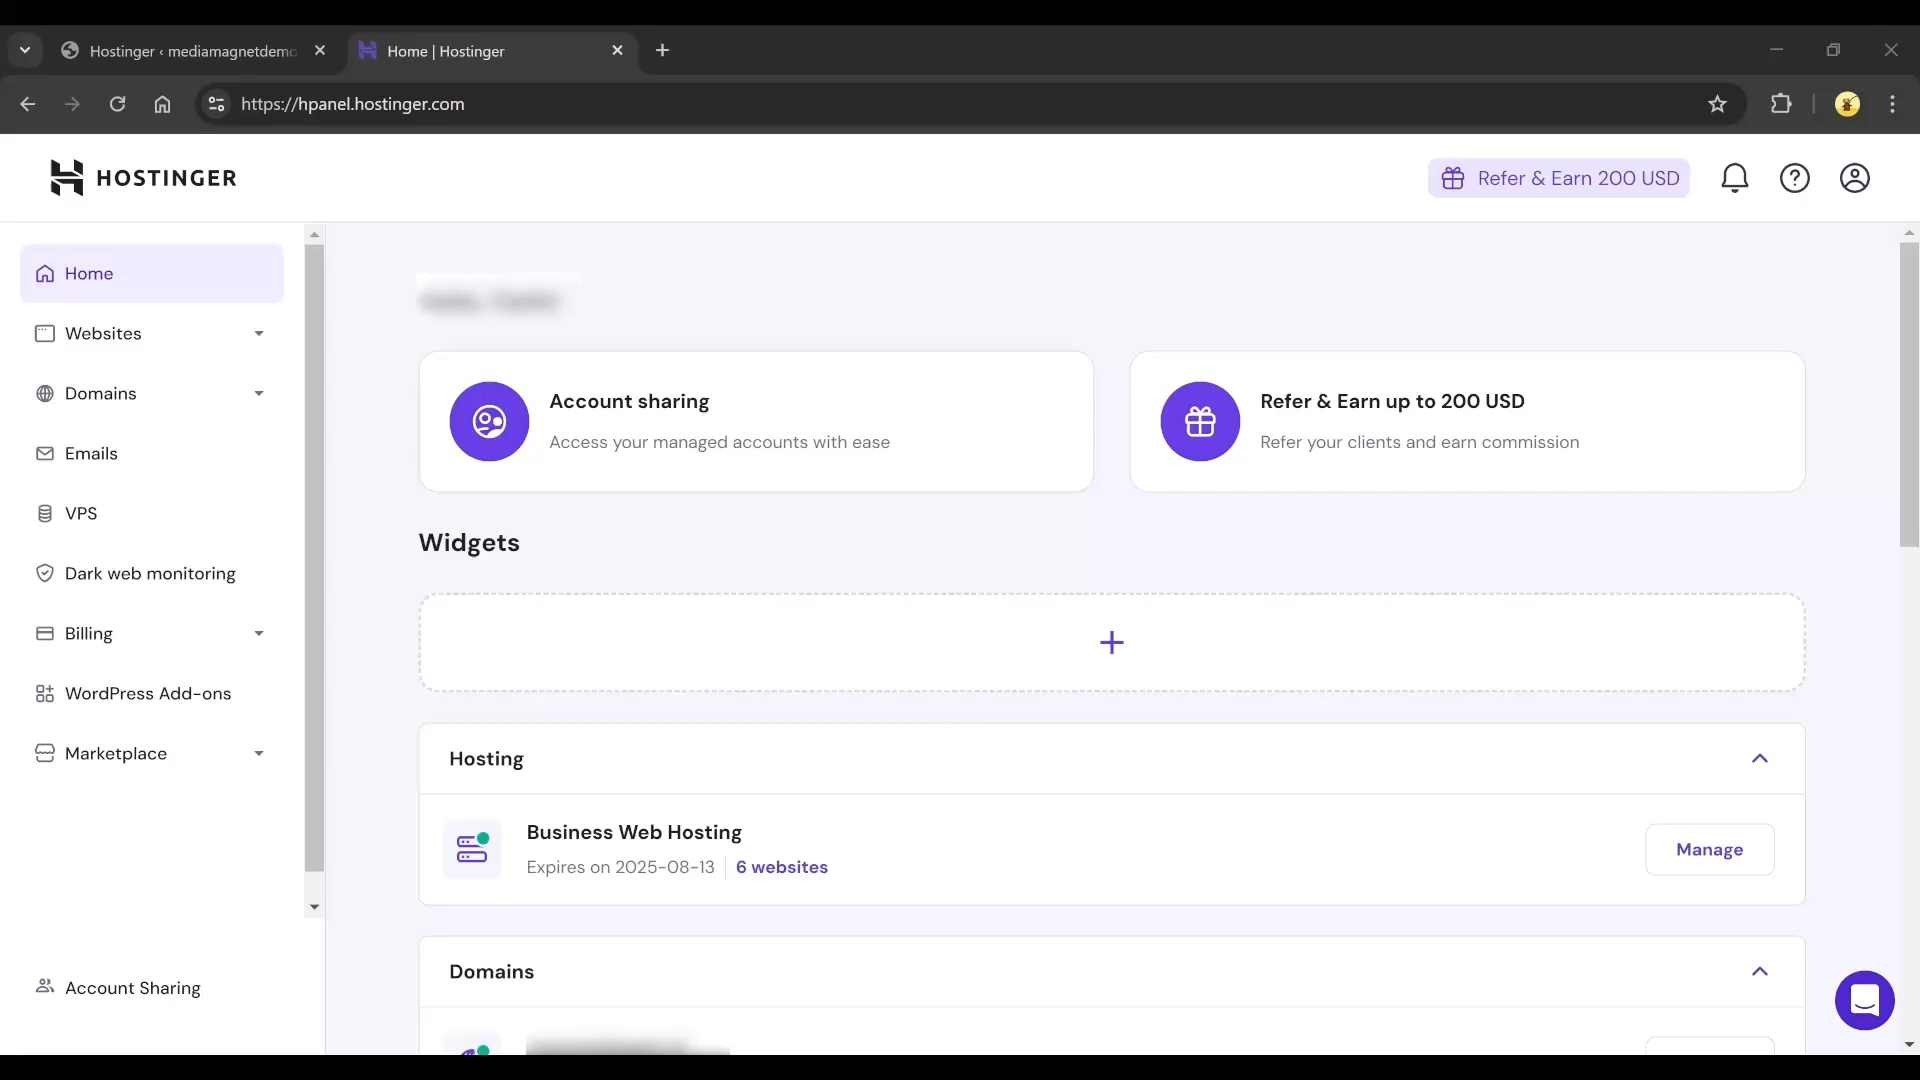 Hostinger ‹ mediamagnetdemo
Home | Hostinger
https://hpanel.hostinger.com
HOSTINGER
Refer & Earn 200 USD
Home
Websites
Domains
Emails
VPS
Dark web monitoring
Billing
WordPress Add-ons
Marketplace
Account Sharing
Account sharing
Access your managed accounts with ease
Refer & Earn up to 200 USD
Refer your clients and earn commission
Widgets
Hosting
Business Web Hosting
Expires on 2025-08-13
6 websites
Manage
Domains